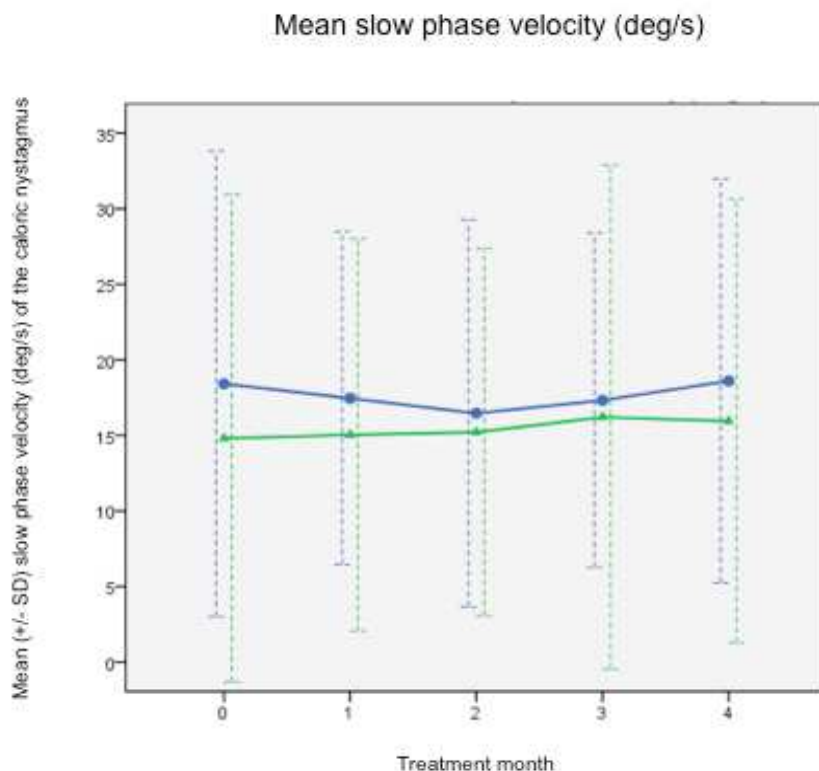 Mean slow phase velocity (deg/s)
Mean (+/- SD) slow phase velocity (deg/s) of the caloric nystagmus
35
30
25
20
15
10
5
0
0 1 2 3 4
Treatment month